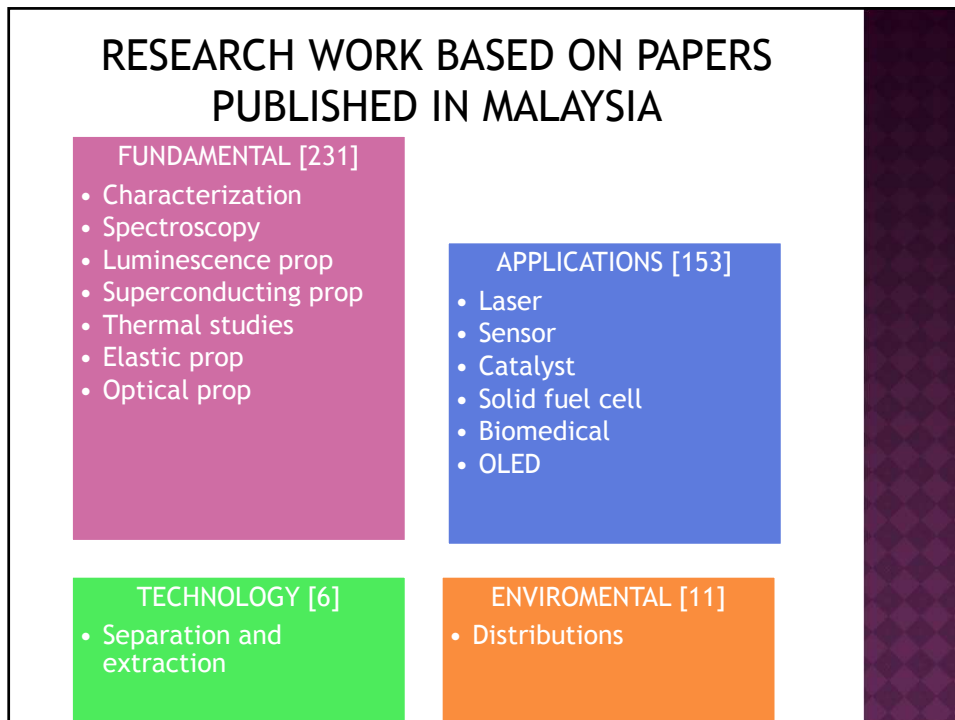 RESEARCH WORK BASED ON PAPERS
PUBLISHED IN MALAYSIA
FUNDAMENTAL [231]
• Characterization
• Spectroscopy
• Luminescence prop
• Superconducting prop
• Thermal studies
• Elastic prop
• Optical prop
APPLICATIONS [153]
• Laser
• Sensor
• Catalyst
• Solid fuel cell
• Biomedical
• OLED
TECHNOLOGY [6]
• Separation and
extraction
ENVIROMENTAL [11]
• Distributions